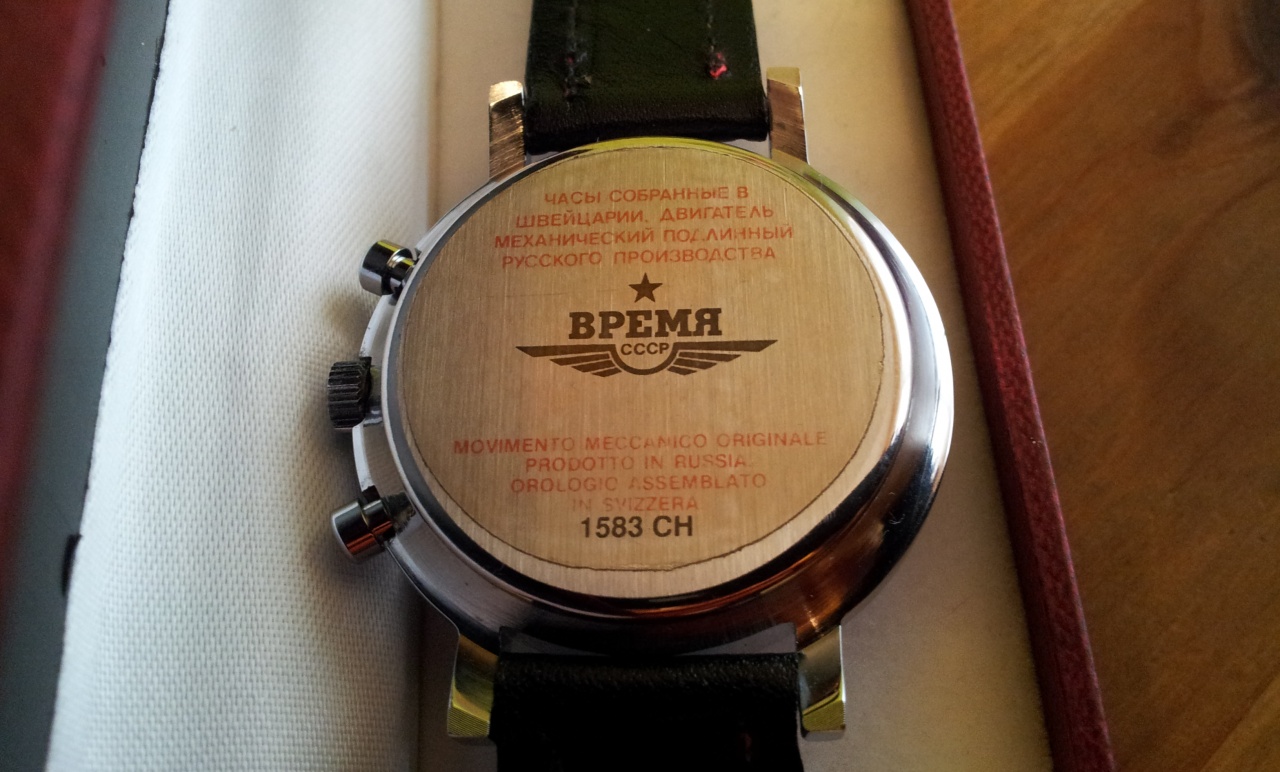 ЧАСЫ СОБРАННЫЕ В
ШВЕЙЦАРИИ. ДВИГАТЕЛЬ
МЕХАНИЧЕСКИЙ ПОДЛИННЫЙ
РУССКОГО ПРОИЗВОДСТВА
ВРЕМЯ
СССР
MOVIMENTO MECCANICO ORIGINALE
PRODOTTO IN RUSSIA.
OROLOGIO ASSEMBLATO
IN SVIZZERA
1583 CH